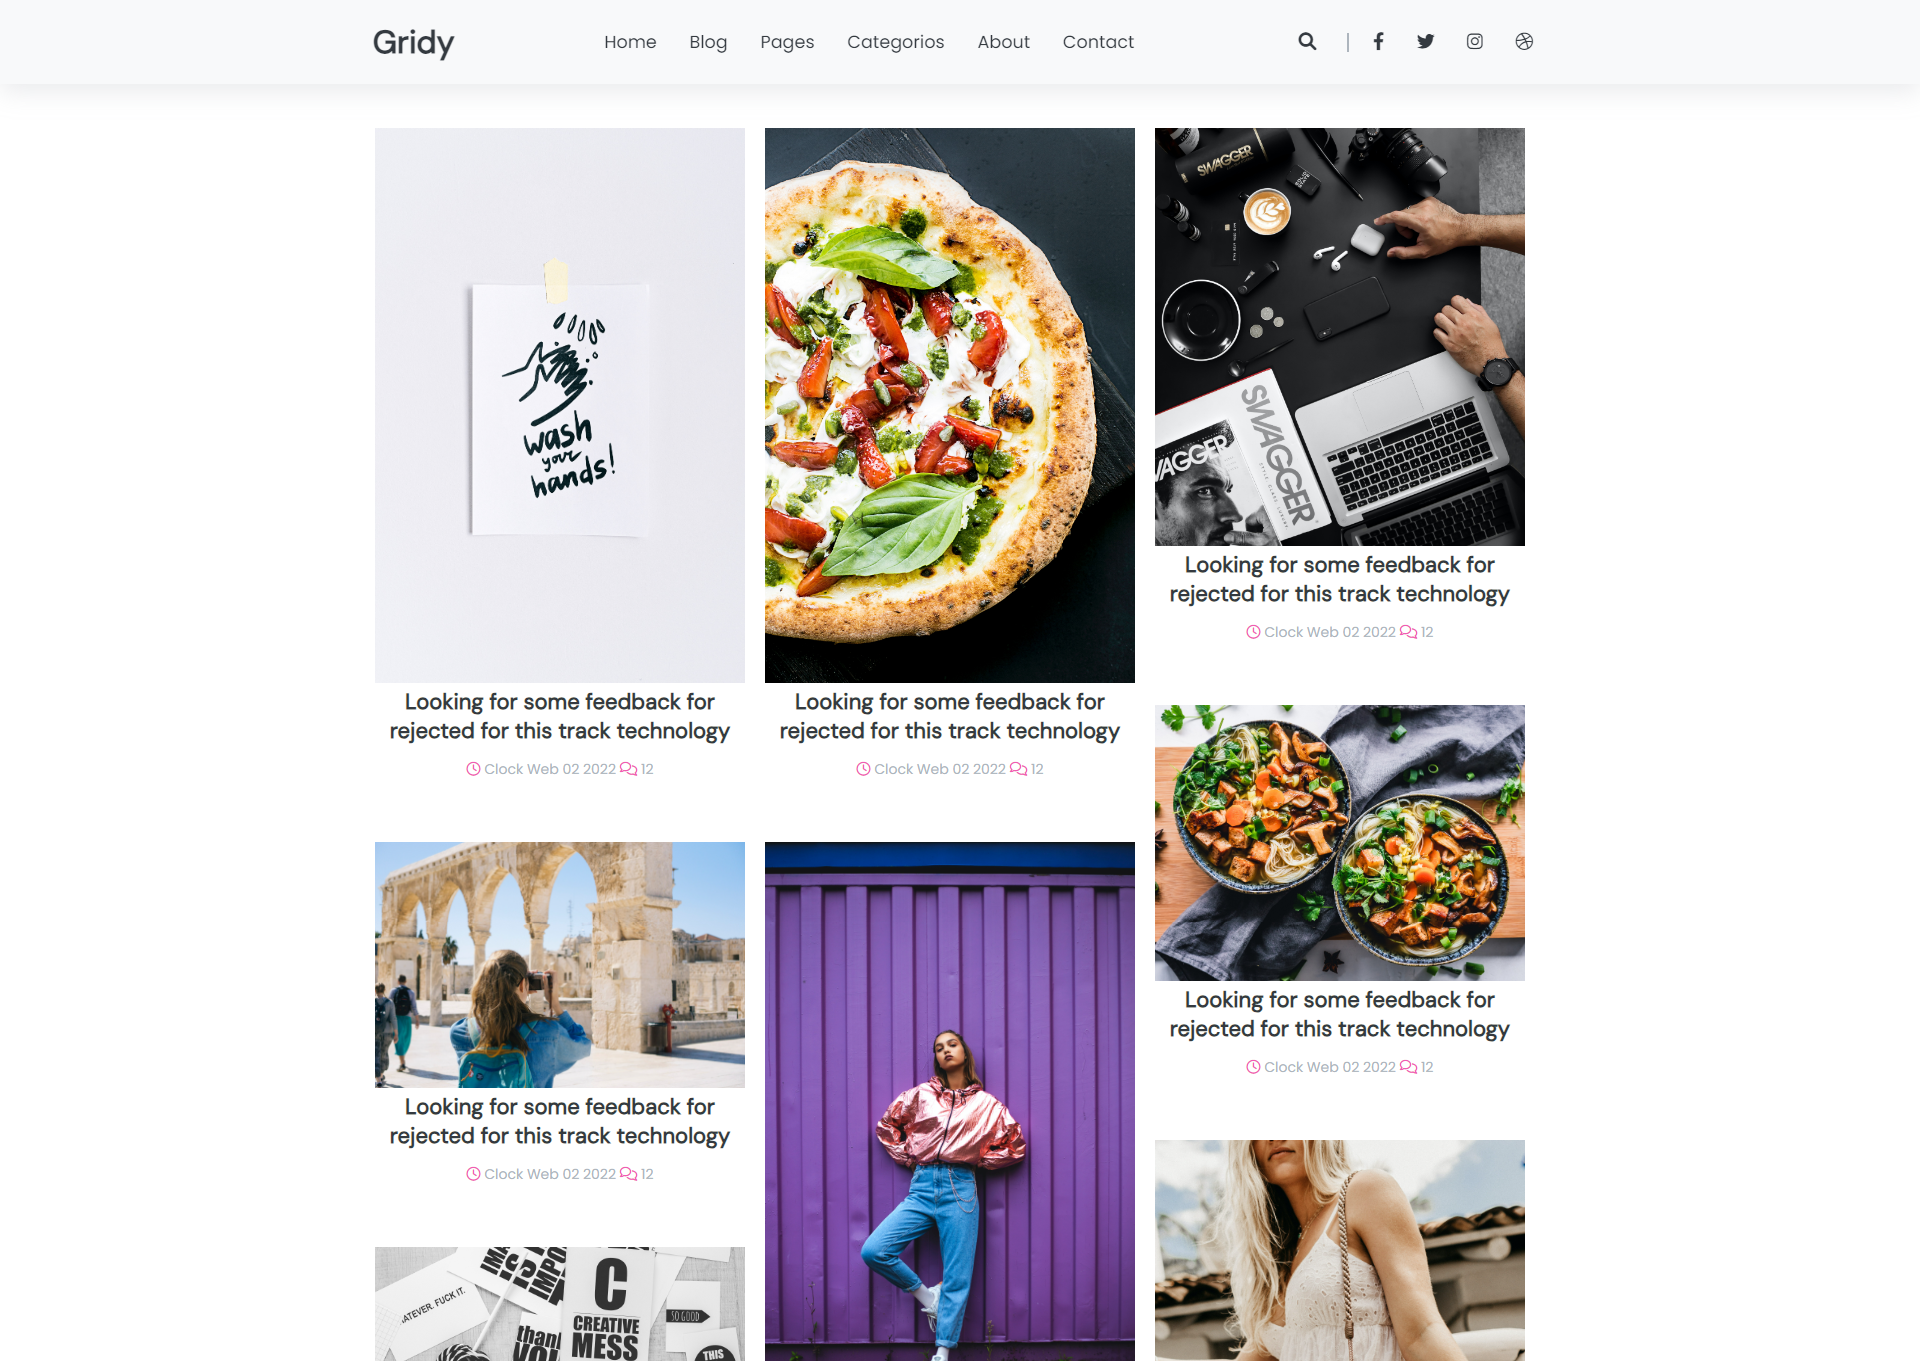 Gridy
Home Blog Pages Categorios About Contact
wash
your
hands!
Looking for some feedback for
rejected for this track technology
Clock Web 02 2022 12
Looking for some feedback for
rejected for this track technology
Clock Web 02 2022 12
SWAGGER
SWAGGER
SWAGGER
Looking for some feedback for
rejected for this track technology
Clock Web 02 2022 12
Looking for some feedback for
rejected for this track technology
Clock Web 02 2022 12
Looking for some feedback for
rejected for this track technology
Clock Web 02 2022 12
ATEVER. FUCK IT.
C
CREATIVE
MESS
SO GOOD
THIS